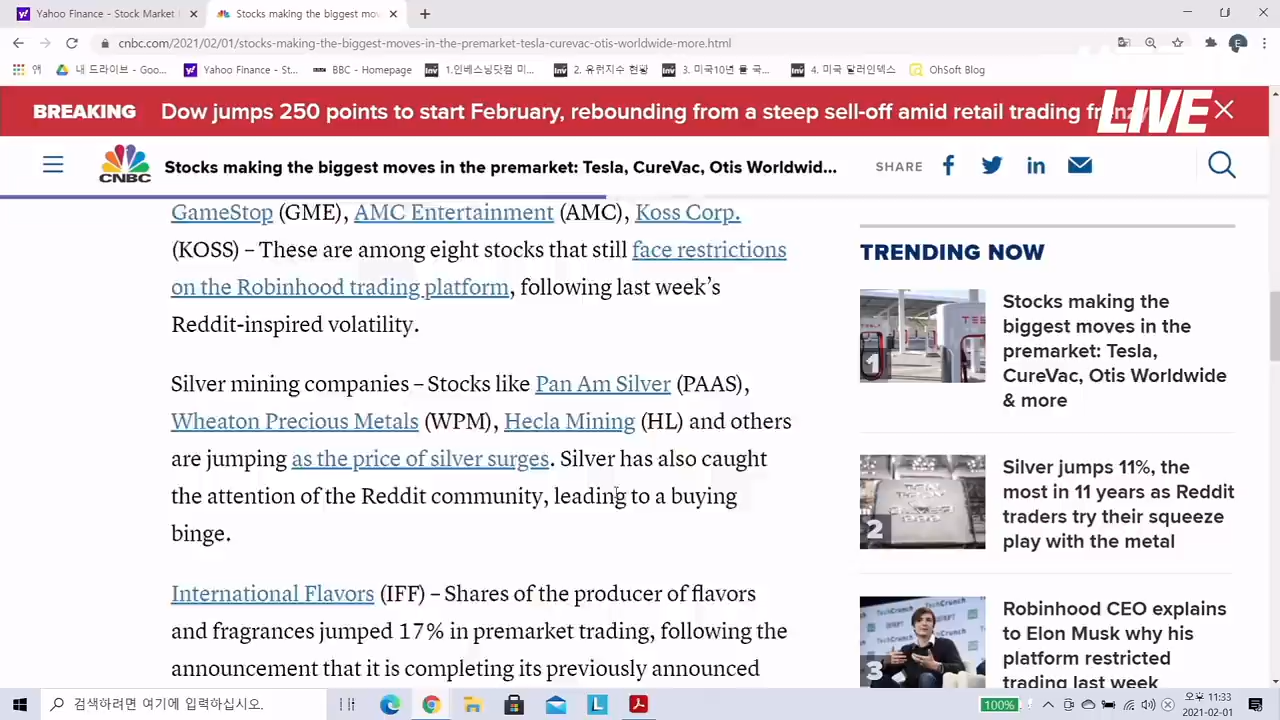 Yahoo Finance - Stock Market
Stocks making the biggest mov
cnbc.com/2021/02/01/stocks-making-the-biggest-moves-in-the-premarket-tesla-curevac-otis-worldwide-more.html
E
앱
내 드라이브 - Goo...
Yahoo Finance - St...
BBC - Homepage
1.인베스닝닷컴 미...
2. 유럽지수 현황
3. 미국10년 물 국...
4. 미국 달러인덱스
OhSoft Blog
BREAKING
Dow jumps 250 points to start February, rebounding from a steep sell-off amid retail trading frenzy
LIVE
CNBC
Stocks making the biggest moves in the premarket: Tesla, CureVac, Otis Worldwid...
SHARE
GameStop (GME), AMC Entertainment (AMC), Koss Corp.
(KOSS) – These are among eight stocks that still face restrictions
on the Robinhood trading platform, following last week's
Reddit-inspired volatility.
Silver mining companies – Stocks like Pan Am Silver (PAAS),
Wheaton Precious Metals (WPM), Hecla Mining (HL) and others
are jumping as the price of silver surges. Silver has also caught
the attention of the Reddit community, leading to a buying
binge.
International Flavors (IFF) – Shares of the producer of flavors
and fragrances jumped 17% in premarket trading, following the
announcement that it is completing its previously announced
TRENDING NOW
1
Stocks making the
biggest moves in the
premarket: Tesla,
CureVac, Otis Worldwide
& more
2
Silver jumps 11%, the
most in 11 years as Reddit
traders try their squeeze
play with the metal
3
Robinhood CEO explains
to Elon Musk why his
platform restricted
trading last week
검색하려면 여기에 입력하십시오.
100%
오후 11:33
2021-02-01